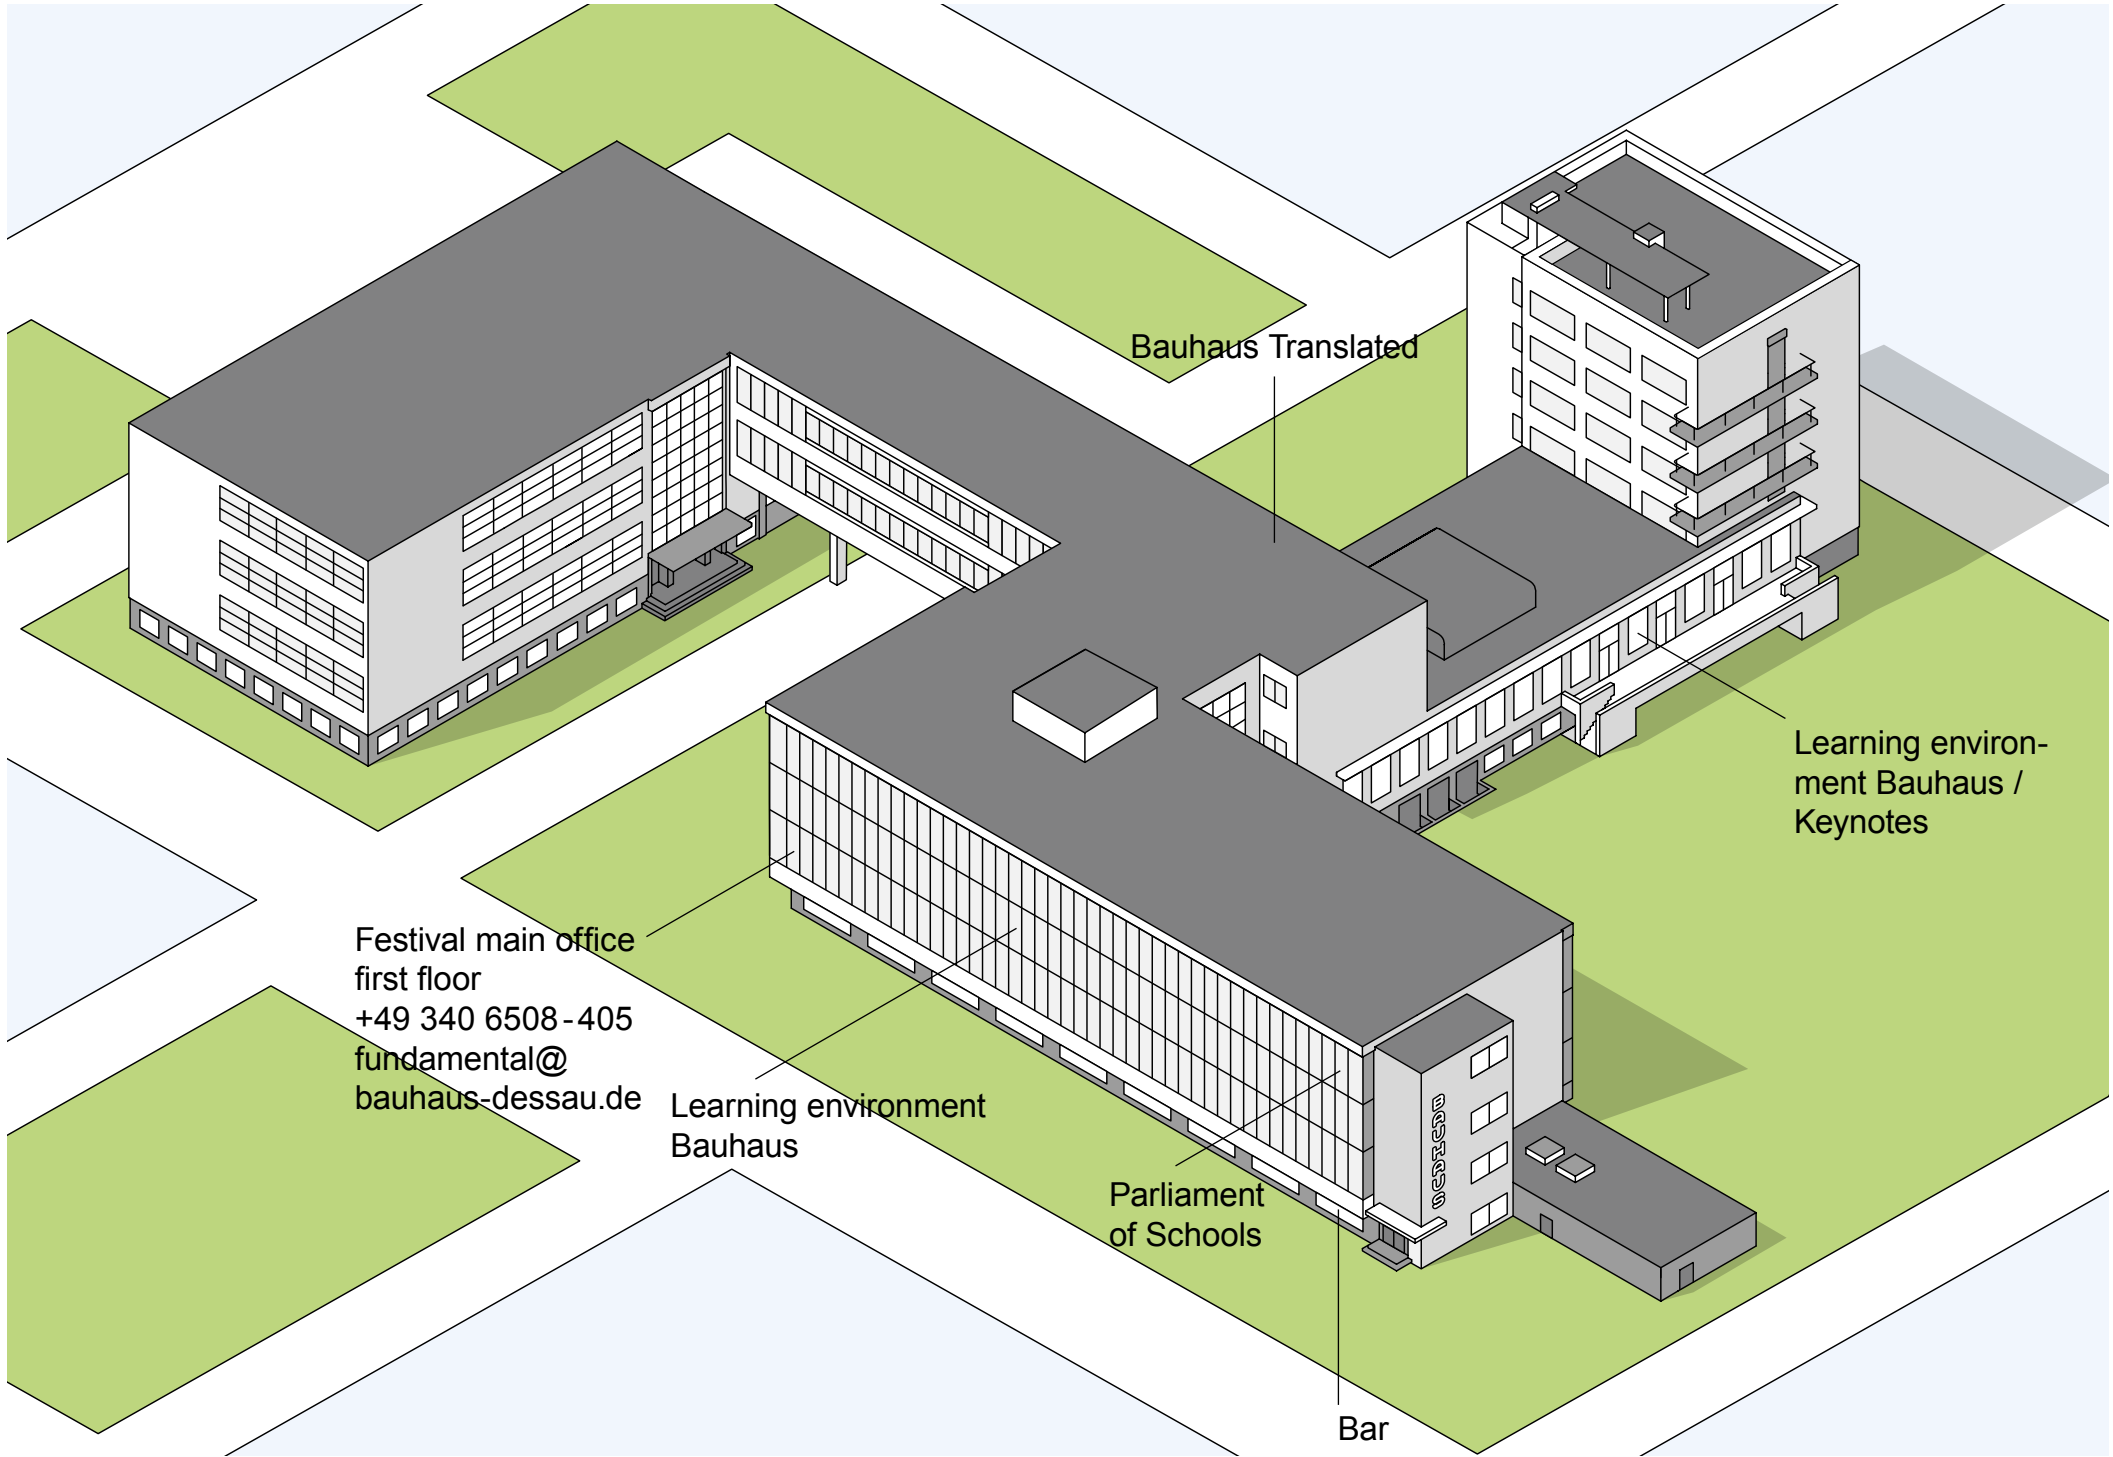 Bauhaus Translated
Learning environ-
ment Bauhaus /
Keynotes
Festival main office
first floor
+49 340 6508-405
fundamental@
bauhaus-dessau.de
Learning environment
Bauhaus
Parliament
of Schools
BAUHAUS
Bar